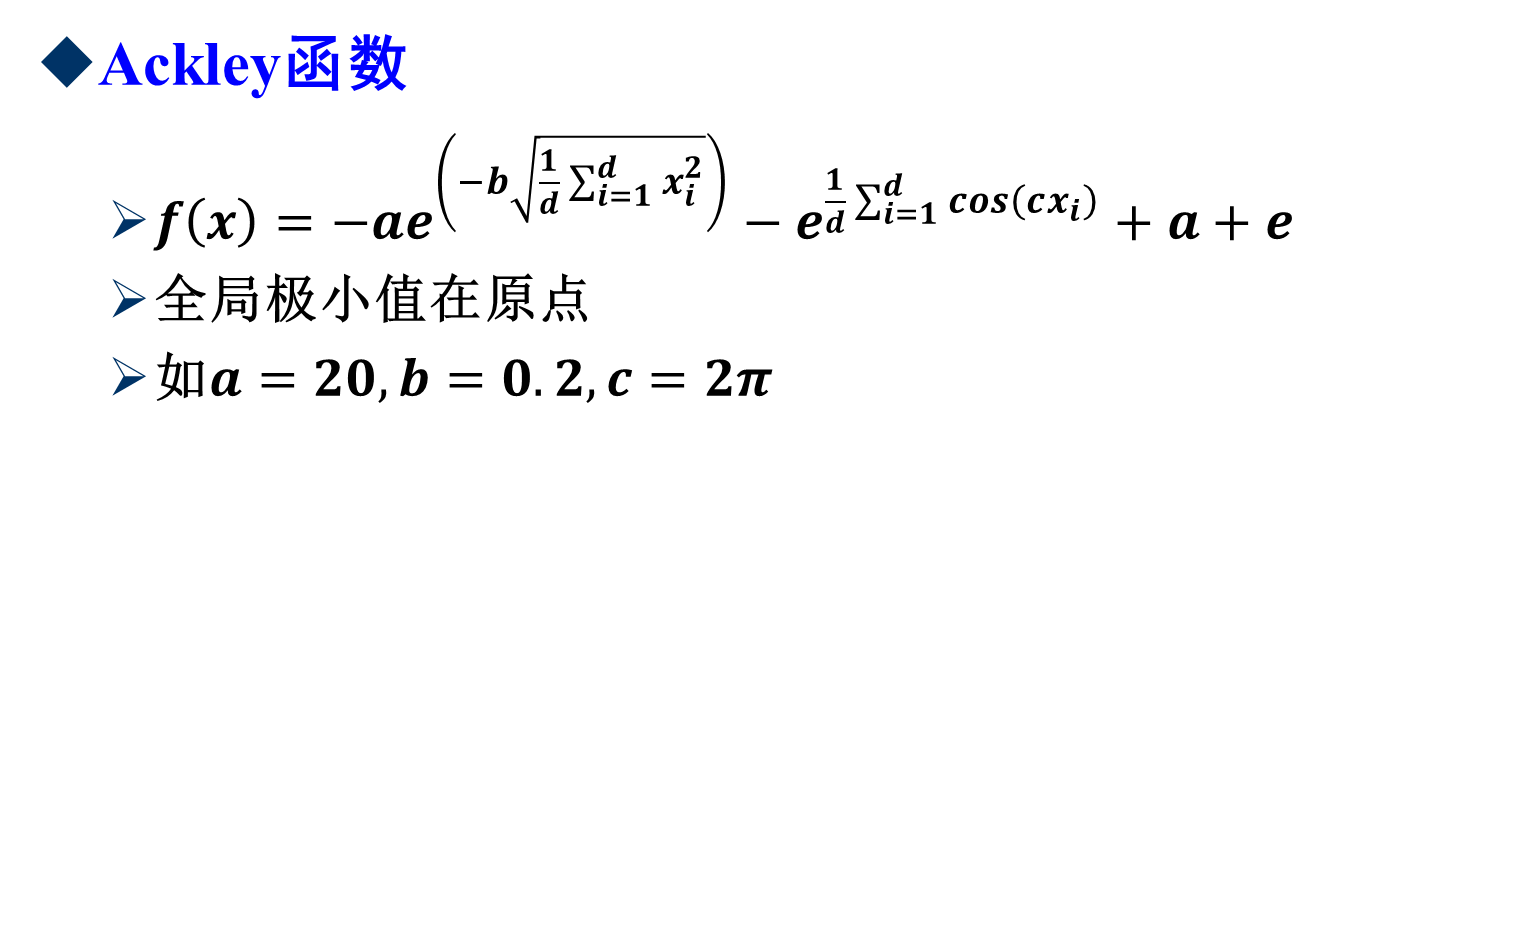 ◆Ackley函数
➢f(x) = −ae^(−b√(1/d ∑_{i=1}^{d} x_i^2)) − e^(1/d ∑_{i=1}^{d} cos(cx_i)) + a + e
➢全局极小值在原点
➢如a = 20, b = 0.2, c = 2π